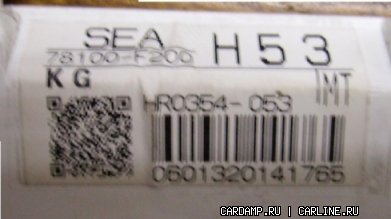 SEA H53
78100-F200
KG IMT
HR0354-053
0601320141765
CARDAMP.RU | CARLINE.RU